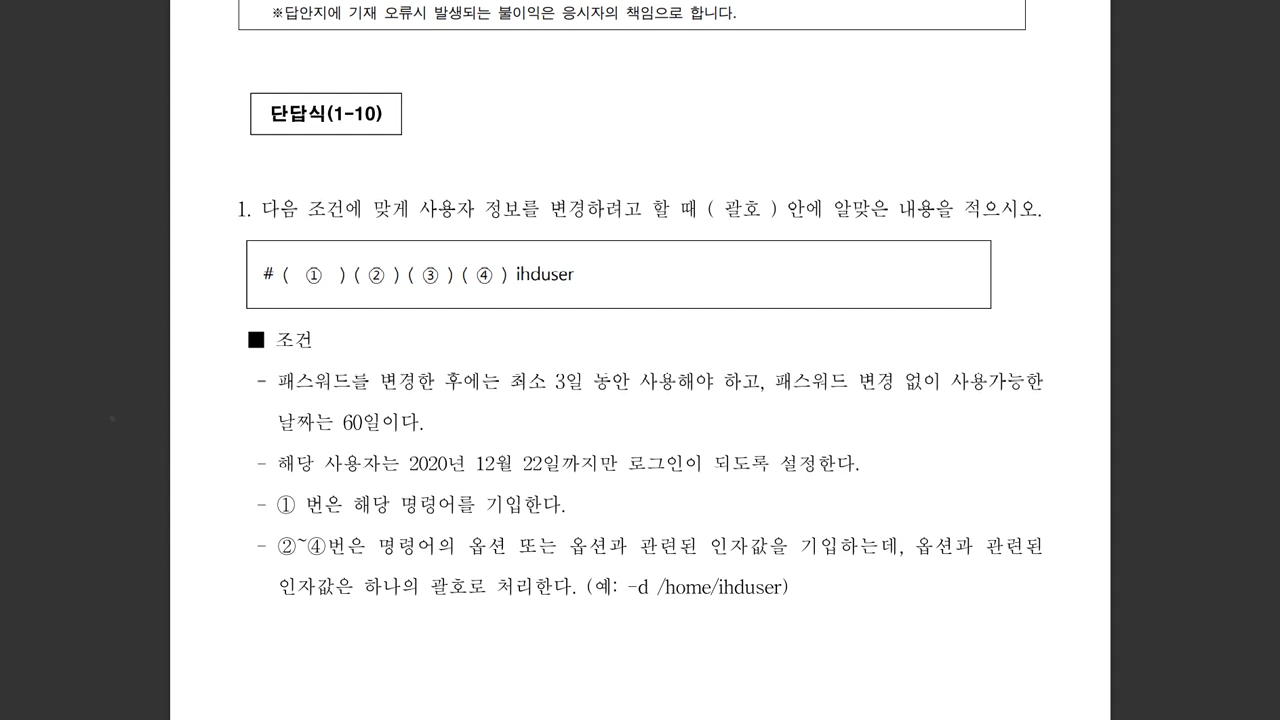 ※답안지에 기재 오류시 발생되는 불이익은 응시자의 책임으로 합니다.
단답식(1-10)
1. 다음 조건에 맞게 사용자 정보를 변경하려고 할 때 ( 괄호 ) 안에 알맞은 내용을 적으시오.
# ( ① ) ( ② ) ( ③ ) ( ④ ) ihduser
■ 조건
- 패스워드를 변경한 후에는 최소 3일 동안 사용해야 하고, 패스워드 변경 없이 사용가능한
날짜는 60일이다.
- 해당 사용자는 2020년 12월 22일까지만 로그인이 되도록 설정한다.
- ① 번은 해당 명령어를 기입한다.
- ②~④번은 명령어의 옵션 또는 옵션과 관련된 인자값을 기입하는데, 옵션과 관련된
인자값은 하나의 괄호로 처리한다. (예: -d /home/ihduser)